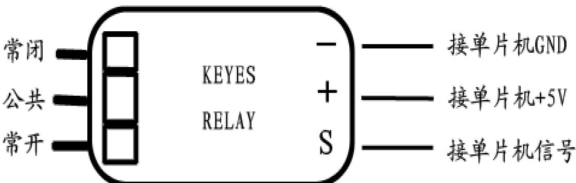 常闭
公共
常开
KEYES
RELAY
−
+
S
接单片机GND
接单片机+5V
接单片机信号